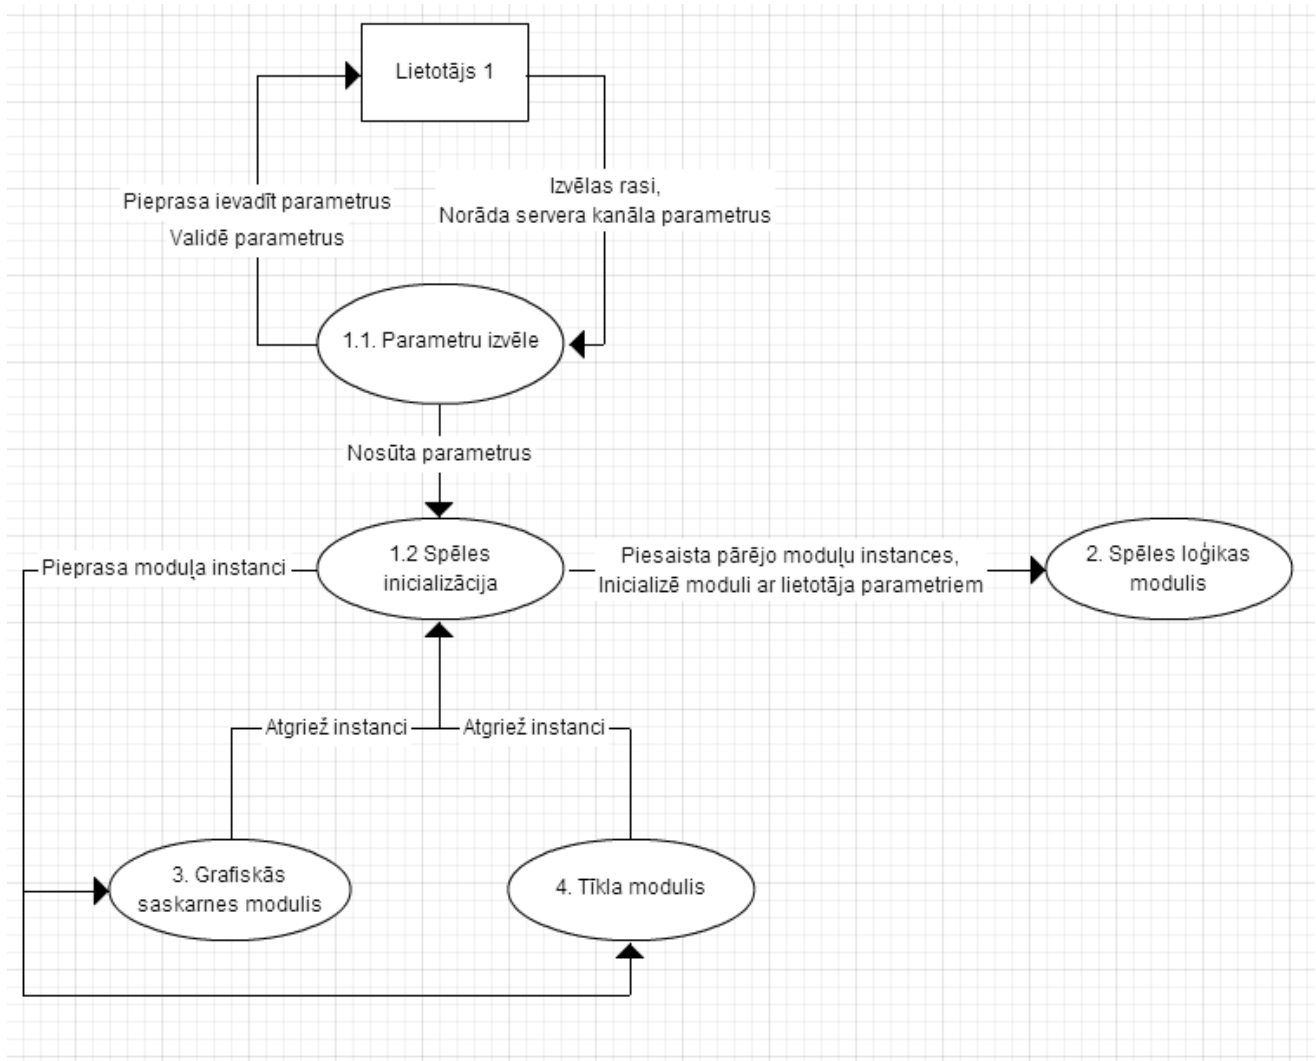 Lietotājs 1
Pieprasa ievadīt parametrus
Validē parametrus
Izvēlas rasi,
Norāda servera kanāla parametrus
1.1. Parametru izvēle
Nosūta parametrus
Pieprasa moduļa instanci
1.2 Spēles
inicializācija
Piesaista pārējo moduļu instances,
Inicializē moduli ar lietotāja parametriem
2. Spēles loģikas
modulis
Atgriež instanci
Atgriež instanci
3. Grafiskās
saskarnes modulis
4. Tīkla modulis